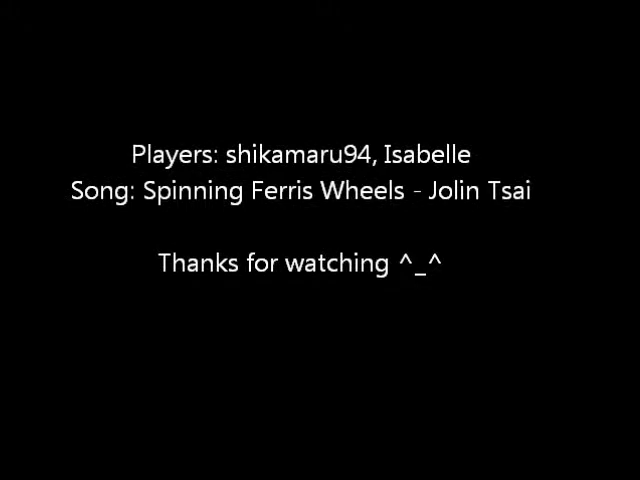 Players: shikamaru94, Isabelle
Song: Spinning Ferris Wheels - Jolin Tsai
Thanks for watching ^_^